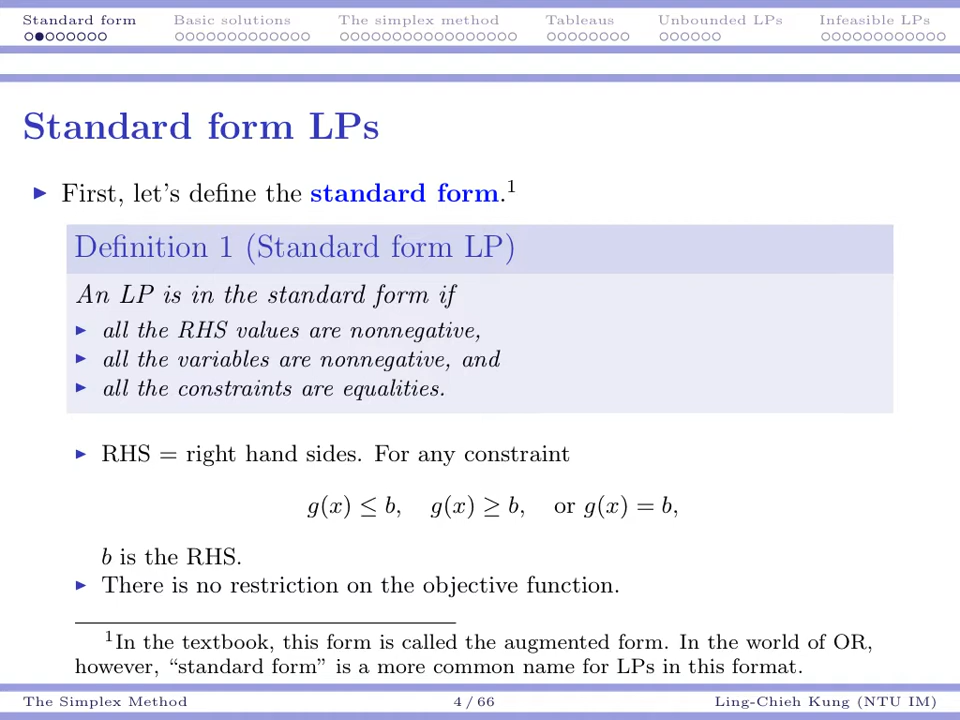 Standard form Basic solutions The simplex method Tableaus Unbounded LPs Infeasible LPs
Standard form LPs
First, let's define the standard form.1
Definition 1 (Standard form LP)
An LP is in the standard form if
all the RHS values are nonnegative,
all the variables are nonnegative, and
all the constraints are equalities.
RHS = right hand sides. For any constraint
g(x) ≤ b, g(x) ≥ b, or g(x) = b,
b is the RHS.
There is no restriction on the objective function.
1In the textbook, this form is called the augmented form. In the world of OR,
however, “standard form” is a more common name for LPs in this format.
The Simplex Method 4 / 66 Ling-Chieh Kung (NTU IM)